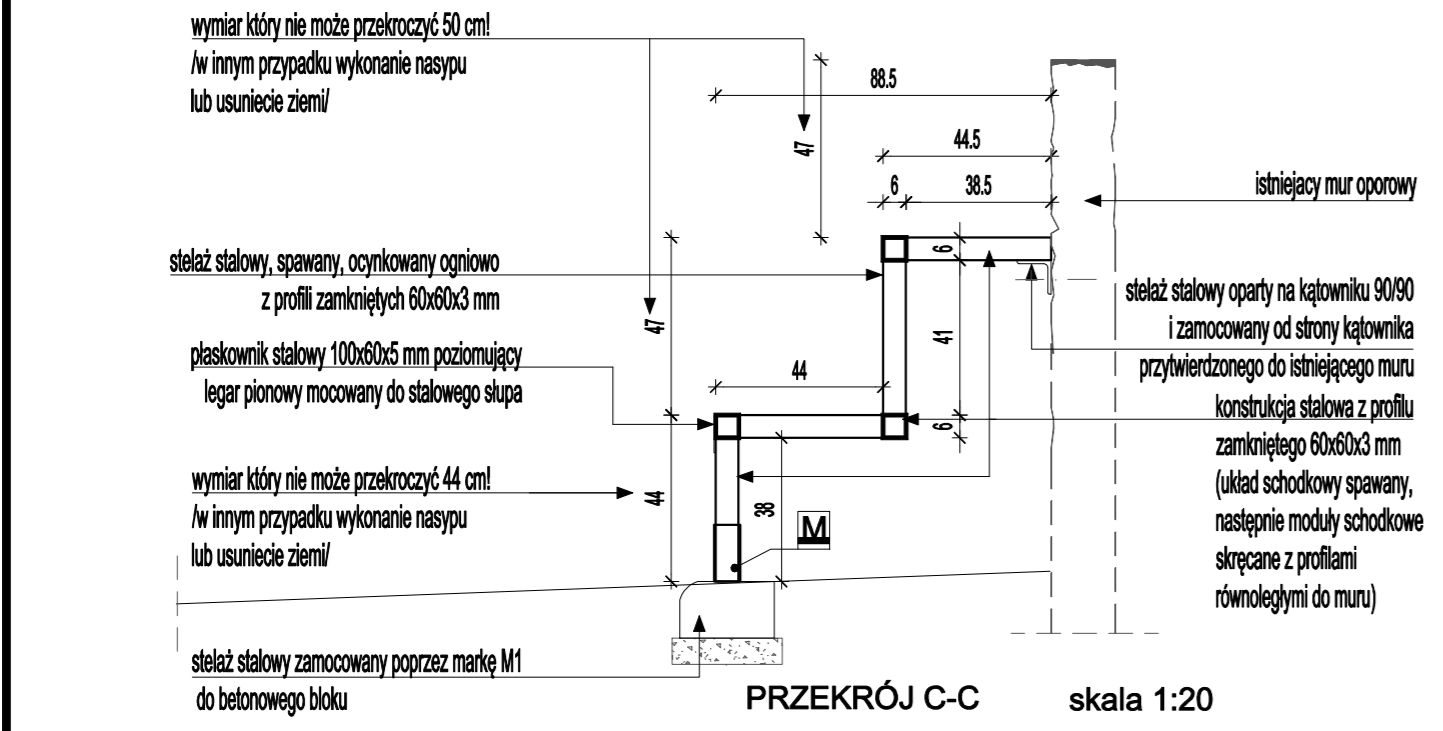 wymiar który nie może przekroczyć 50 cm!
/w innym przypadku wykonanie nasypu
lub usuniecie ziemi/
88.5
47
44.5
6
38.5
istniejacy mur oporowy
stelaż stalowy, spawany, ocynkowany ogniowo
z profili zamkniętych 60x60x3 mm
6
stelaż stalowy oparty na kątowniku 90/90
i zamocowany od strony kątownika
przytwierdzonego do istniejącego muru
47
41
płaskownik stalowy 100x60x5 mm poziomujący
legar pionowy mocowany do stalowego słupa
44
6
konstrukcja stalowa z profilu
zamkniętego 60x60x3 mm
(układ schodkowy spawany,
następnie moduły schodkowe
skręcane z profilami
równoległymi do muru)
wymiar który nie może przekroczyć 44 cm!
/w innym przypadku wykonanie nasypu
lub usuniecie ziemi/
44
38
M
stelaż stalowy zamocowany poprzez markę M1
do betonowego bloku
PRZEKRÓJ C-C
skala 1:20